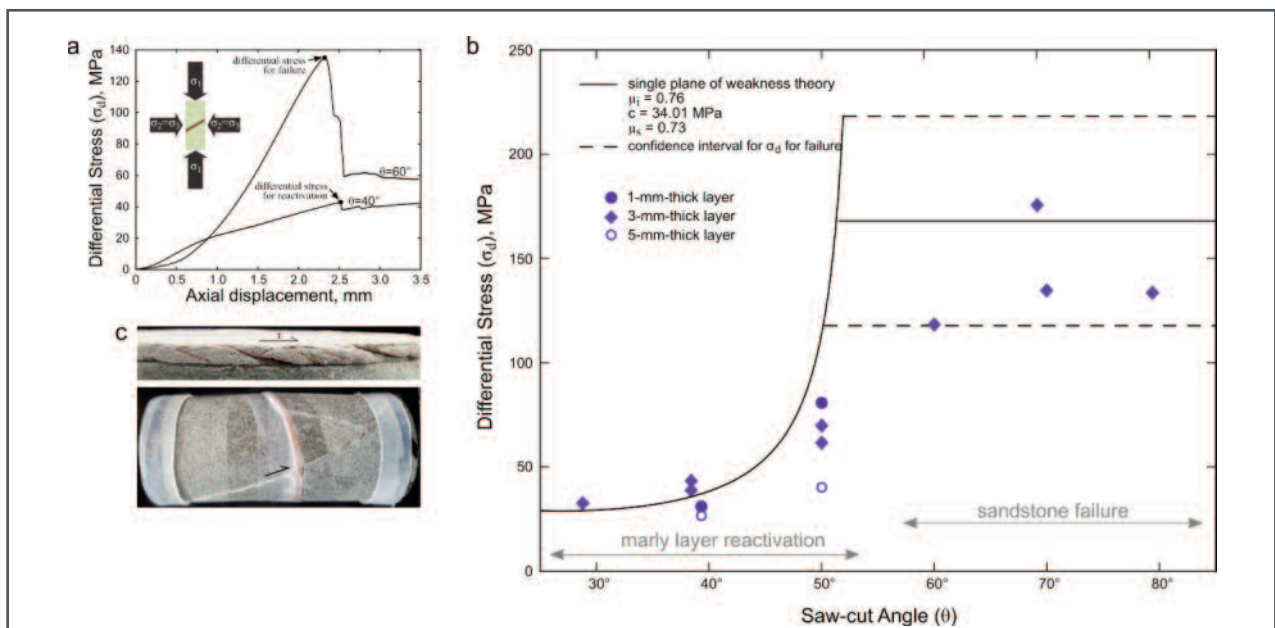 a
140
120
100
80
60
40
20
0
Differential Stress (σd), MPa
differential stress
for failure
σ1
σ2=σ3
σ2=σ3
σ1
θ=60°
differential stress
for reactivation
θ=40°
0
0.5
1.0
1.5
2.0
2.5
3.0
3.5
Axial displacement, mm
c
τ
b
250
200
150
100
50
0
Differential Stress (σd), MPa
single plane of weakness theory
μi = 0.76
c = 34.01 MPa
μs = 0.73
confidence interval for σd for failure
1-mm-thick layer
3-mm-thick layer
5-mm-thick layer
sandstone failure
marly layer reactivation
30°
40°
50°
60°
70°
80°
Saw-cut Angle (θ)